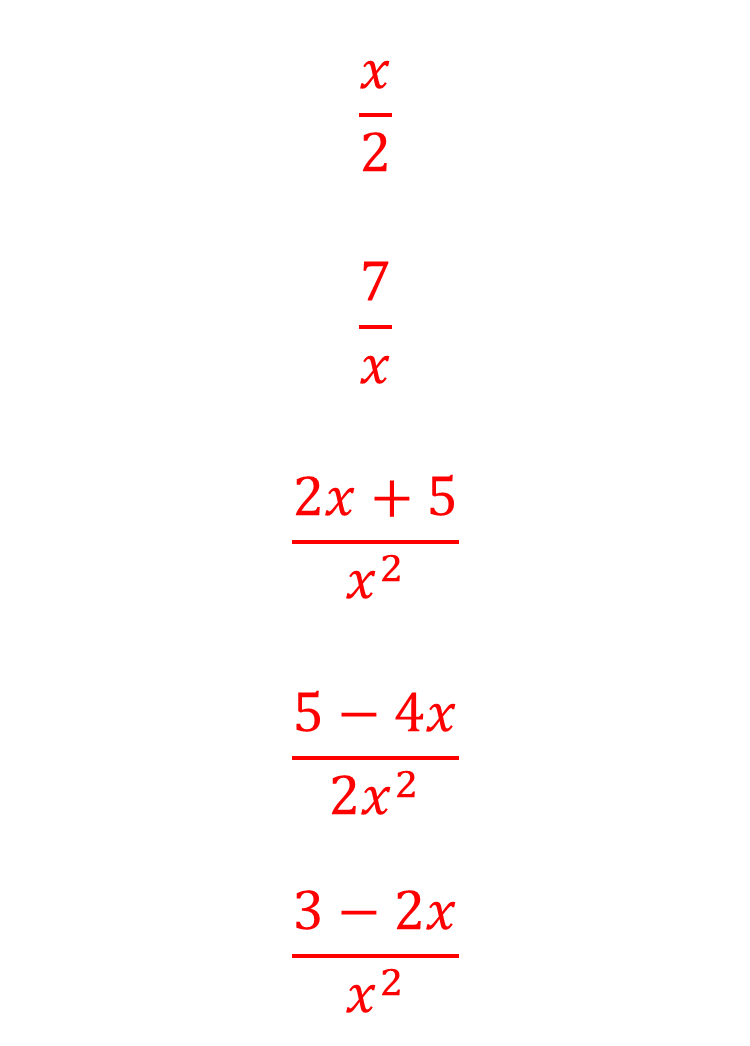 x/2
7/x
(2x + 5)/x²
(5 − 4x)/(2x²)
(3 − 2x)/x²